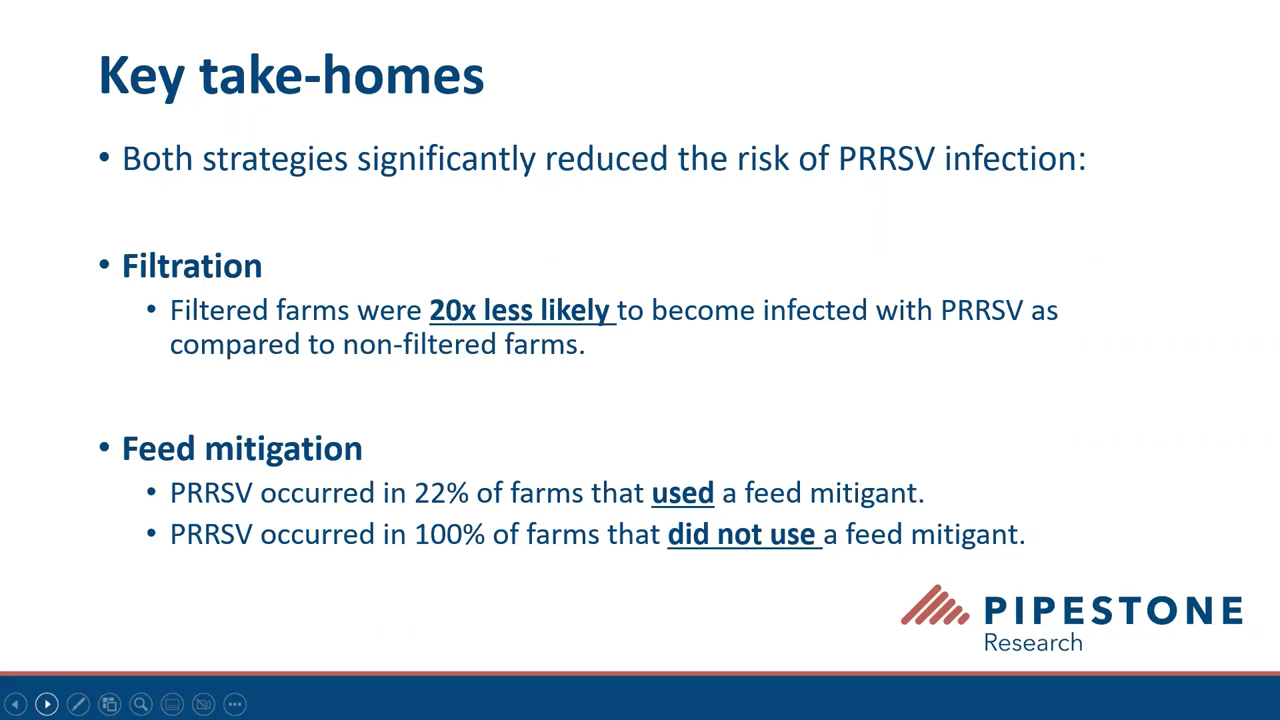 Key take-homes
• Both strategies significantly reduced the risk of PRRSV infection:
• Filtration
• Filtered farms were 20x less likely to become infected with PRRSV as
compared to non-filtered farms.
• Feed mitigation
• PRRSV occurred in 22% of farms that used a feed mitigant.
• PRRSV occurred in 100% of farms that did not use a feed mitigant.
PIPESTONE
Research